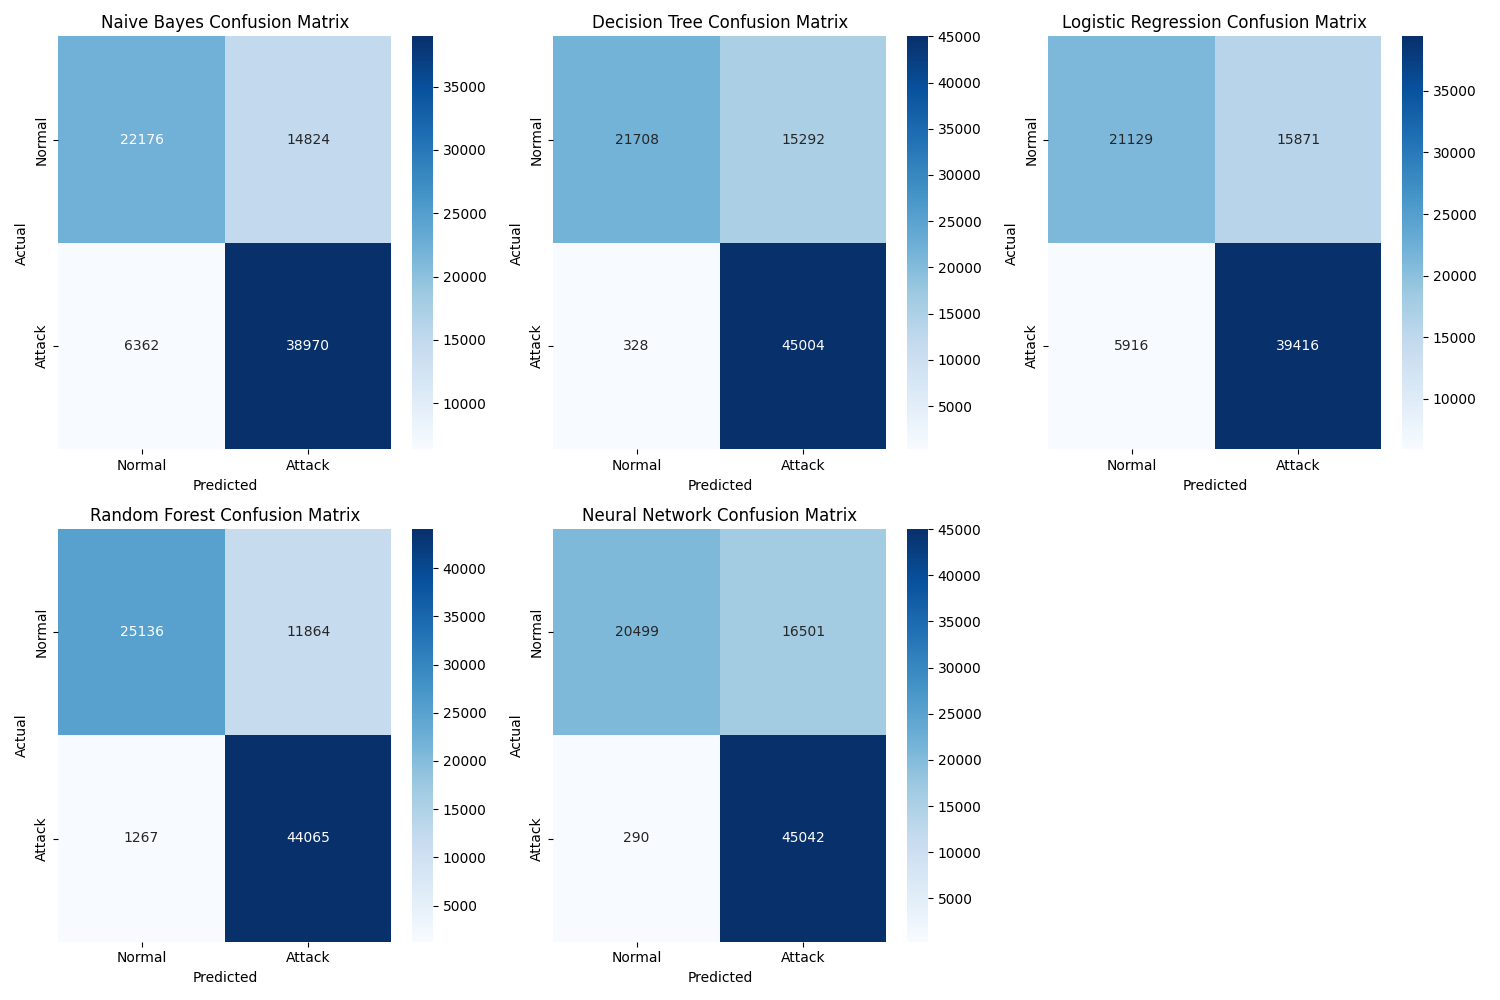 Naive Bayes Confusion Matrix
Normal
Attack
Actual
22176 14824
6362 38970
Normal Attack
Predicted
35000
30000
25000
20000
15000
10000
Decision Tree Confusion Matrix
Normal
Attack
Actual
21708 15292
328 45004
Normal Attack
Predicted
45000
40000
35000
30000
25000
20000
15000
10000
5000
Logistic Regression Confusion Matrix
Normal
Attack
Actual
21129 15871
5916 39416
Normal Attack
Predicted
35000
30000
25000
20000
15000
10000
Random Forest Confusion Matrix
Normal
Attack
Actual
25136 11864
1267 44065
Normal Attack
Predicted
40000
35000
30000
25000
20000
15000
10000
5000
Neural Network Confusion Matrix
Normal
Attack
Actual
20499 16501
290 45042
Normal Attack
Predicted
45000
40000
35000
30000
25000
20000
15000
10000
5000